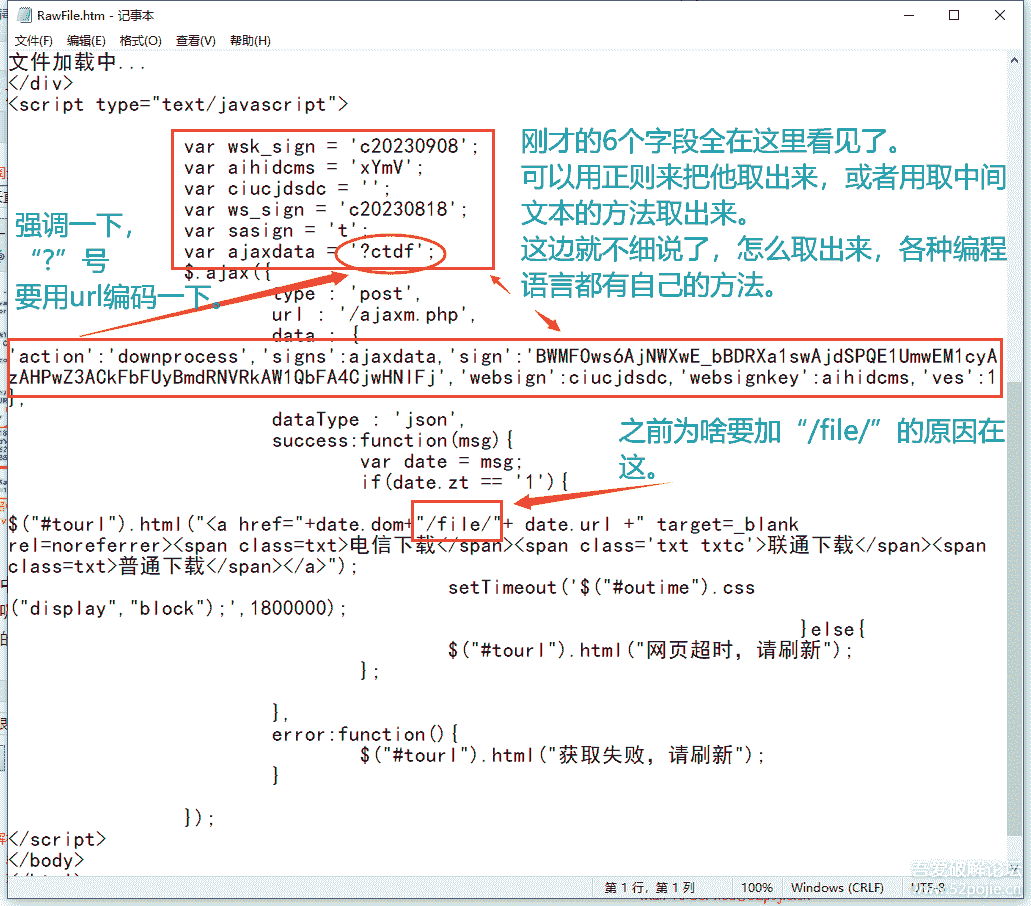 RawFile.htm - 记事本
文件(F) 编辑(E) 格式(O) 查看(V) 帮助(H)
文件加载中...
</div>
<script type="text/javascript">
var wsk_sign = 'c20230908';
var aihidcms = 'xYmV';
var ciucjdsdc = '';
var ws_sign = 'c20230818';
var sasign = 't';
var ajaxdata = '?ctdf';
$.ajax({
type : 'post',
url : '/ajaxm.php',
data : {
刚才的6个字段全在这里看见了。
可以用正则来把他取出来，或者用取中间
文本的方法取出来。
这边就不细说了，怎么取出来，各种编程
语言都有自己的方法。
强调一下，
“?”号
要用url编码一下。
'action':'downprocess','signs':ajaxdata,'sign':'BWMFOws6AjNWXwE_bBDRXa1swAjdSPQE1UmwEM1cyA
zAHPwZ3ACkFbFUyBmdRNVRkAW1QbFA4CjwHNlFj','websign':ciucjdsdc,'websignkey':aihidcms,'ves':1
},
dataType : 'json',
success:function(msg){
var date = msg;
if(date.zt == '1'){
之前为啥要加“/file/”的原因在
这。
$("#tourl").html("<a href="+date.dom+"/file/"+ date.url +" target=_blank
rel=noreferrer><span class=txt>电信下载</span><span class='txt txtc'>联通下载</span><span
class=txt>普通下载</span></a>");
setTimeout('$("#outime").css
("display","block");',1800000);
}else{
$("#tourl").html("网页超时，请刷新");
};
},
error:function(){
$("#tourl").html("获取失败，请刷新");
}
});
</script>
</body>
第 1 行，第 1 列 100% Windows (CRLF) UTF-8
吾爱破解论坛
www.52pojie.cn